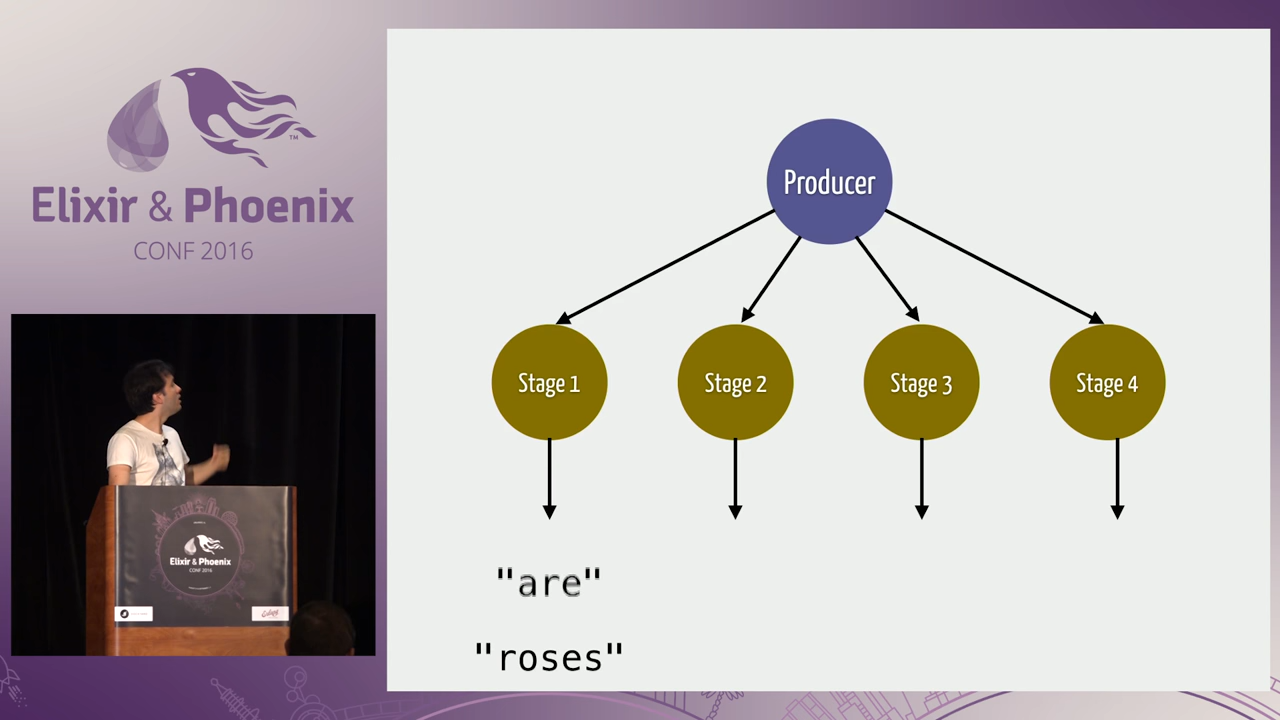 TM
Elixir & Phoenix
CONF 2016
Producer
Stage 1
Stage 2
Stage 3
Stage 4
"are"
"roses"
Elixir & Phoenix
CONF 2016